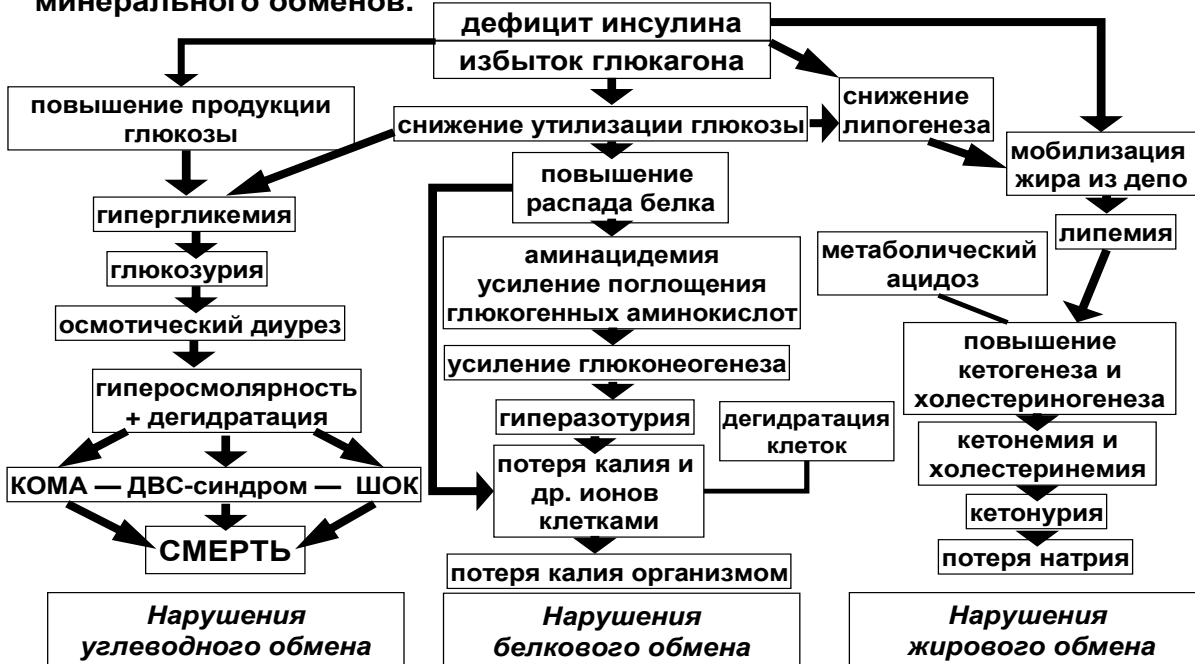 минерального обменов.
дефицит инсулина
избыток глюкагона
повышение продукции
глюкозы
снижение утилизации глюкозы
снижение
липогенеза
мобилизация
жира из депо
гипергликемия
глюкозурия
осмотический диурез
гиперосмолярность
+ дегидратация
КОМА — ДВС-синдром — ШОК
СМЕРТЬ
Нарушения
углеводного обмена
повышение
распада белка
аминацидемия
усиление поглощения
глюкогенных аминокислот
усиление глюконеогенеза
гиперазотурия
дегидратация
клеток
потеря калия и
др. ионов
клетками
потеря калия организмом
Нарушения
белкового обмена
липемия
метаболический
ацидоз
повышение
кетогенеза и
холестериногенеза
кетонемия и
холестеринемия
кетонурия
потеря натрия
Нарушения
жирового обмена